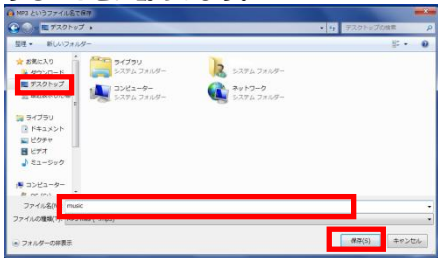 MP3 というファイル名で保存
デスクトップ
デスクトップの検索
整理 新しいフォルダー
お気に入り
ダウンロード
デスクトップ
ライブラリ
システム フォルダー
システム フォルダー
コンピューター
システム フォルダー
ネットワーク
システム フォルダー
ライブラリ
ドキュメント
ピクチャ
ビデオ
ミュージック
コンピューター
ファイル名(N): music
ファイルの種類(T):
フォルダーの非表示
保存(S) キャンセル